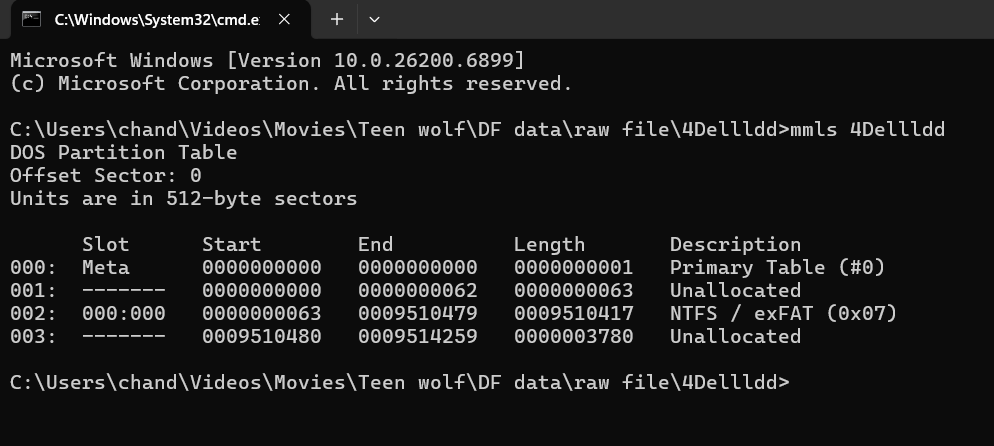 C:\Windows\System32\cmd.e
Microsoft Windows [Version 10.0.26200.6899]
(c) Microsoft Corporation. All rights reserved.
C:\Users\chand\Videos\Movies\Teen wolf\DF data\raw file\4Dellldd>mmls 4Dellldd
DOS Partition Table
Offset Sector: 0
Units are in 512-byte sectors
      Slot      Start        End          Length       Description
000:  Meta      0000000000   0000000000   0000000001   Primary Table (#0)
001:  -------   0000000000   0000000062   0000000063   Unallocated
002:  000:000   0000000063   0009510479   0009510417   NTFS / exFAT (0x07)
003:  -------   0009510480   0009514259   0000003780   Unallocated
C:\Users\chand\Videos\Movies\Teen wolf\DF data\raw file\4Dellldd>